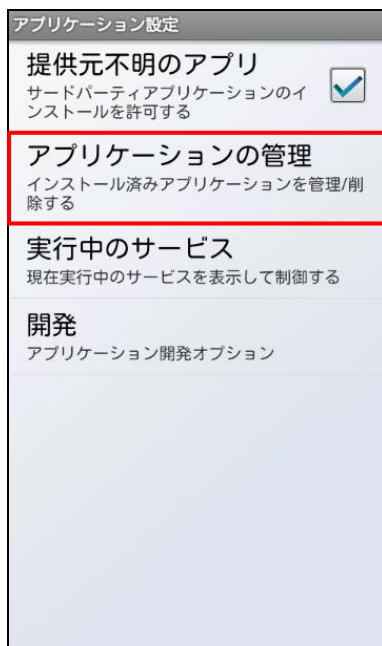 アプリケーション設定
提供元不明のアプリ
サードパーティアプリケーションのイ
ンストールを許可する
アプリケーションの管理
インストール済みアプリケーションを管理/削
除する
実行中のサービス
現在実行中のサービスを表示して制御する
開発
アプリケーション開発オプション